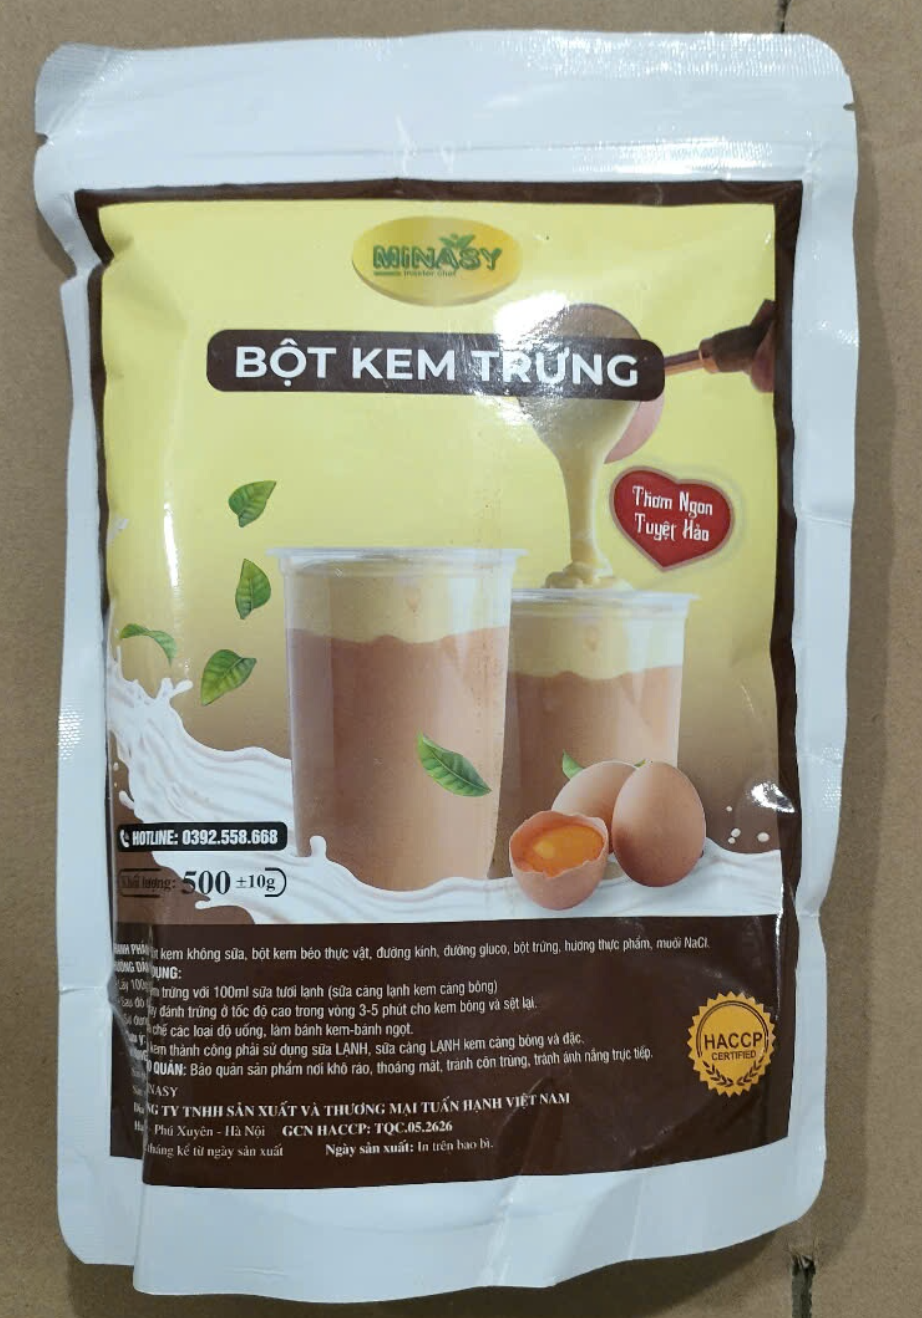 MINASY
master chef
BỘT KEM TRỨNG
Thơm Ngon
Tuyệt Hảo
HOTLINE: 0392.558.668
Khối lượng: 500 ±10g
kem không sữa, bột kem béo thực vật, đường kính, đường gluco, bột trứng, hương thực phẩm, muối NaCl.
DỤNG:
trứng với 100ml sữa tươi lạnh (sữa càng lạnh kem càng bông)
đánh trứng ở tốc độ cao trong vòng 3-5 phút cho kem bông và sệt lại.
chế các loại độ uống, làm bánh kem-bánh ngọt.
kem thành công phải sử dụng sữa LẠNH, sữa càng LẠNH kem càng bông và đặc.
QUẢN: Bảo quản sản phẩm nơi khô ráo, thoáng mát, tránh côn trùng, tránh ánh nắng trực tiếp.
HACCP
CERTIFIED
NASY
TY TNHH SẢN XUẤT VÀ THƯƠNG MẠI TUẤN HẠNH VIỆT NAM
- Phú Xuyên - Hà Nội GCN HACCP: TQC.05.2626
tháng kể từ ngày sản xuất Ngày sản xuất: In trên bao bì.